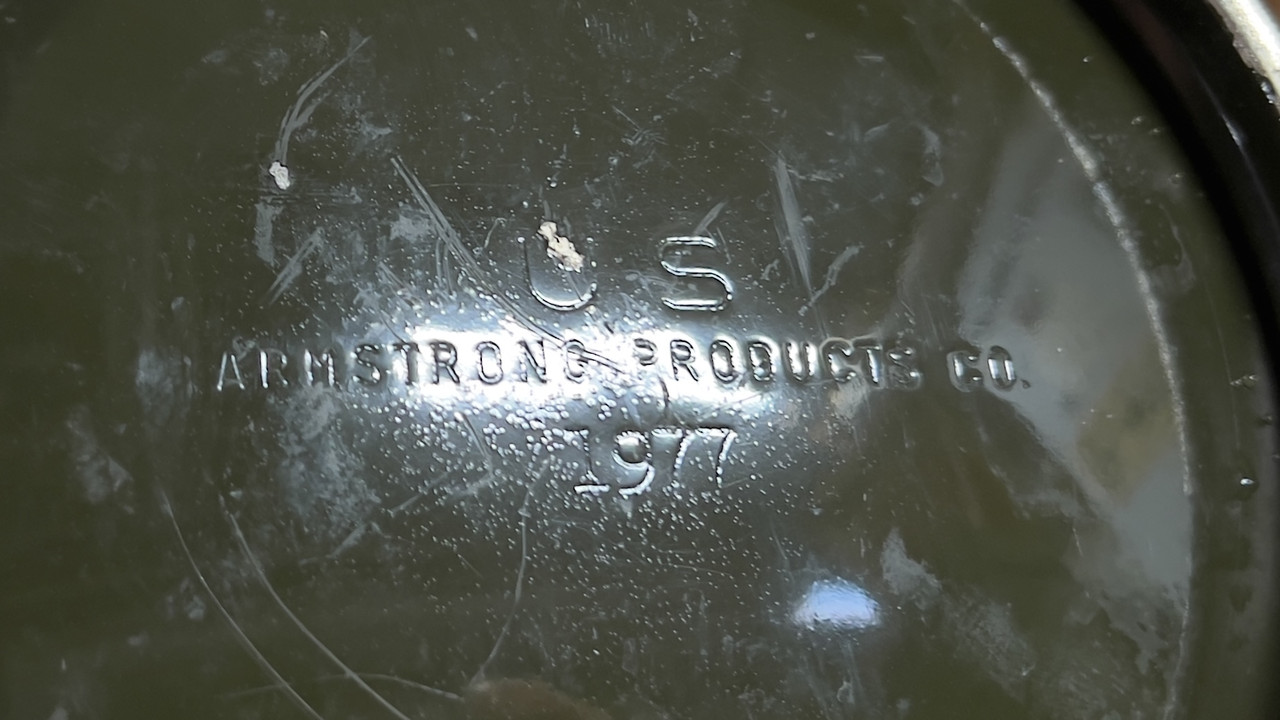 U S
ARMSTRONG PRODUCTS CO.
1977